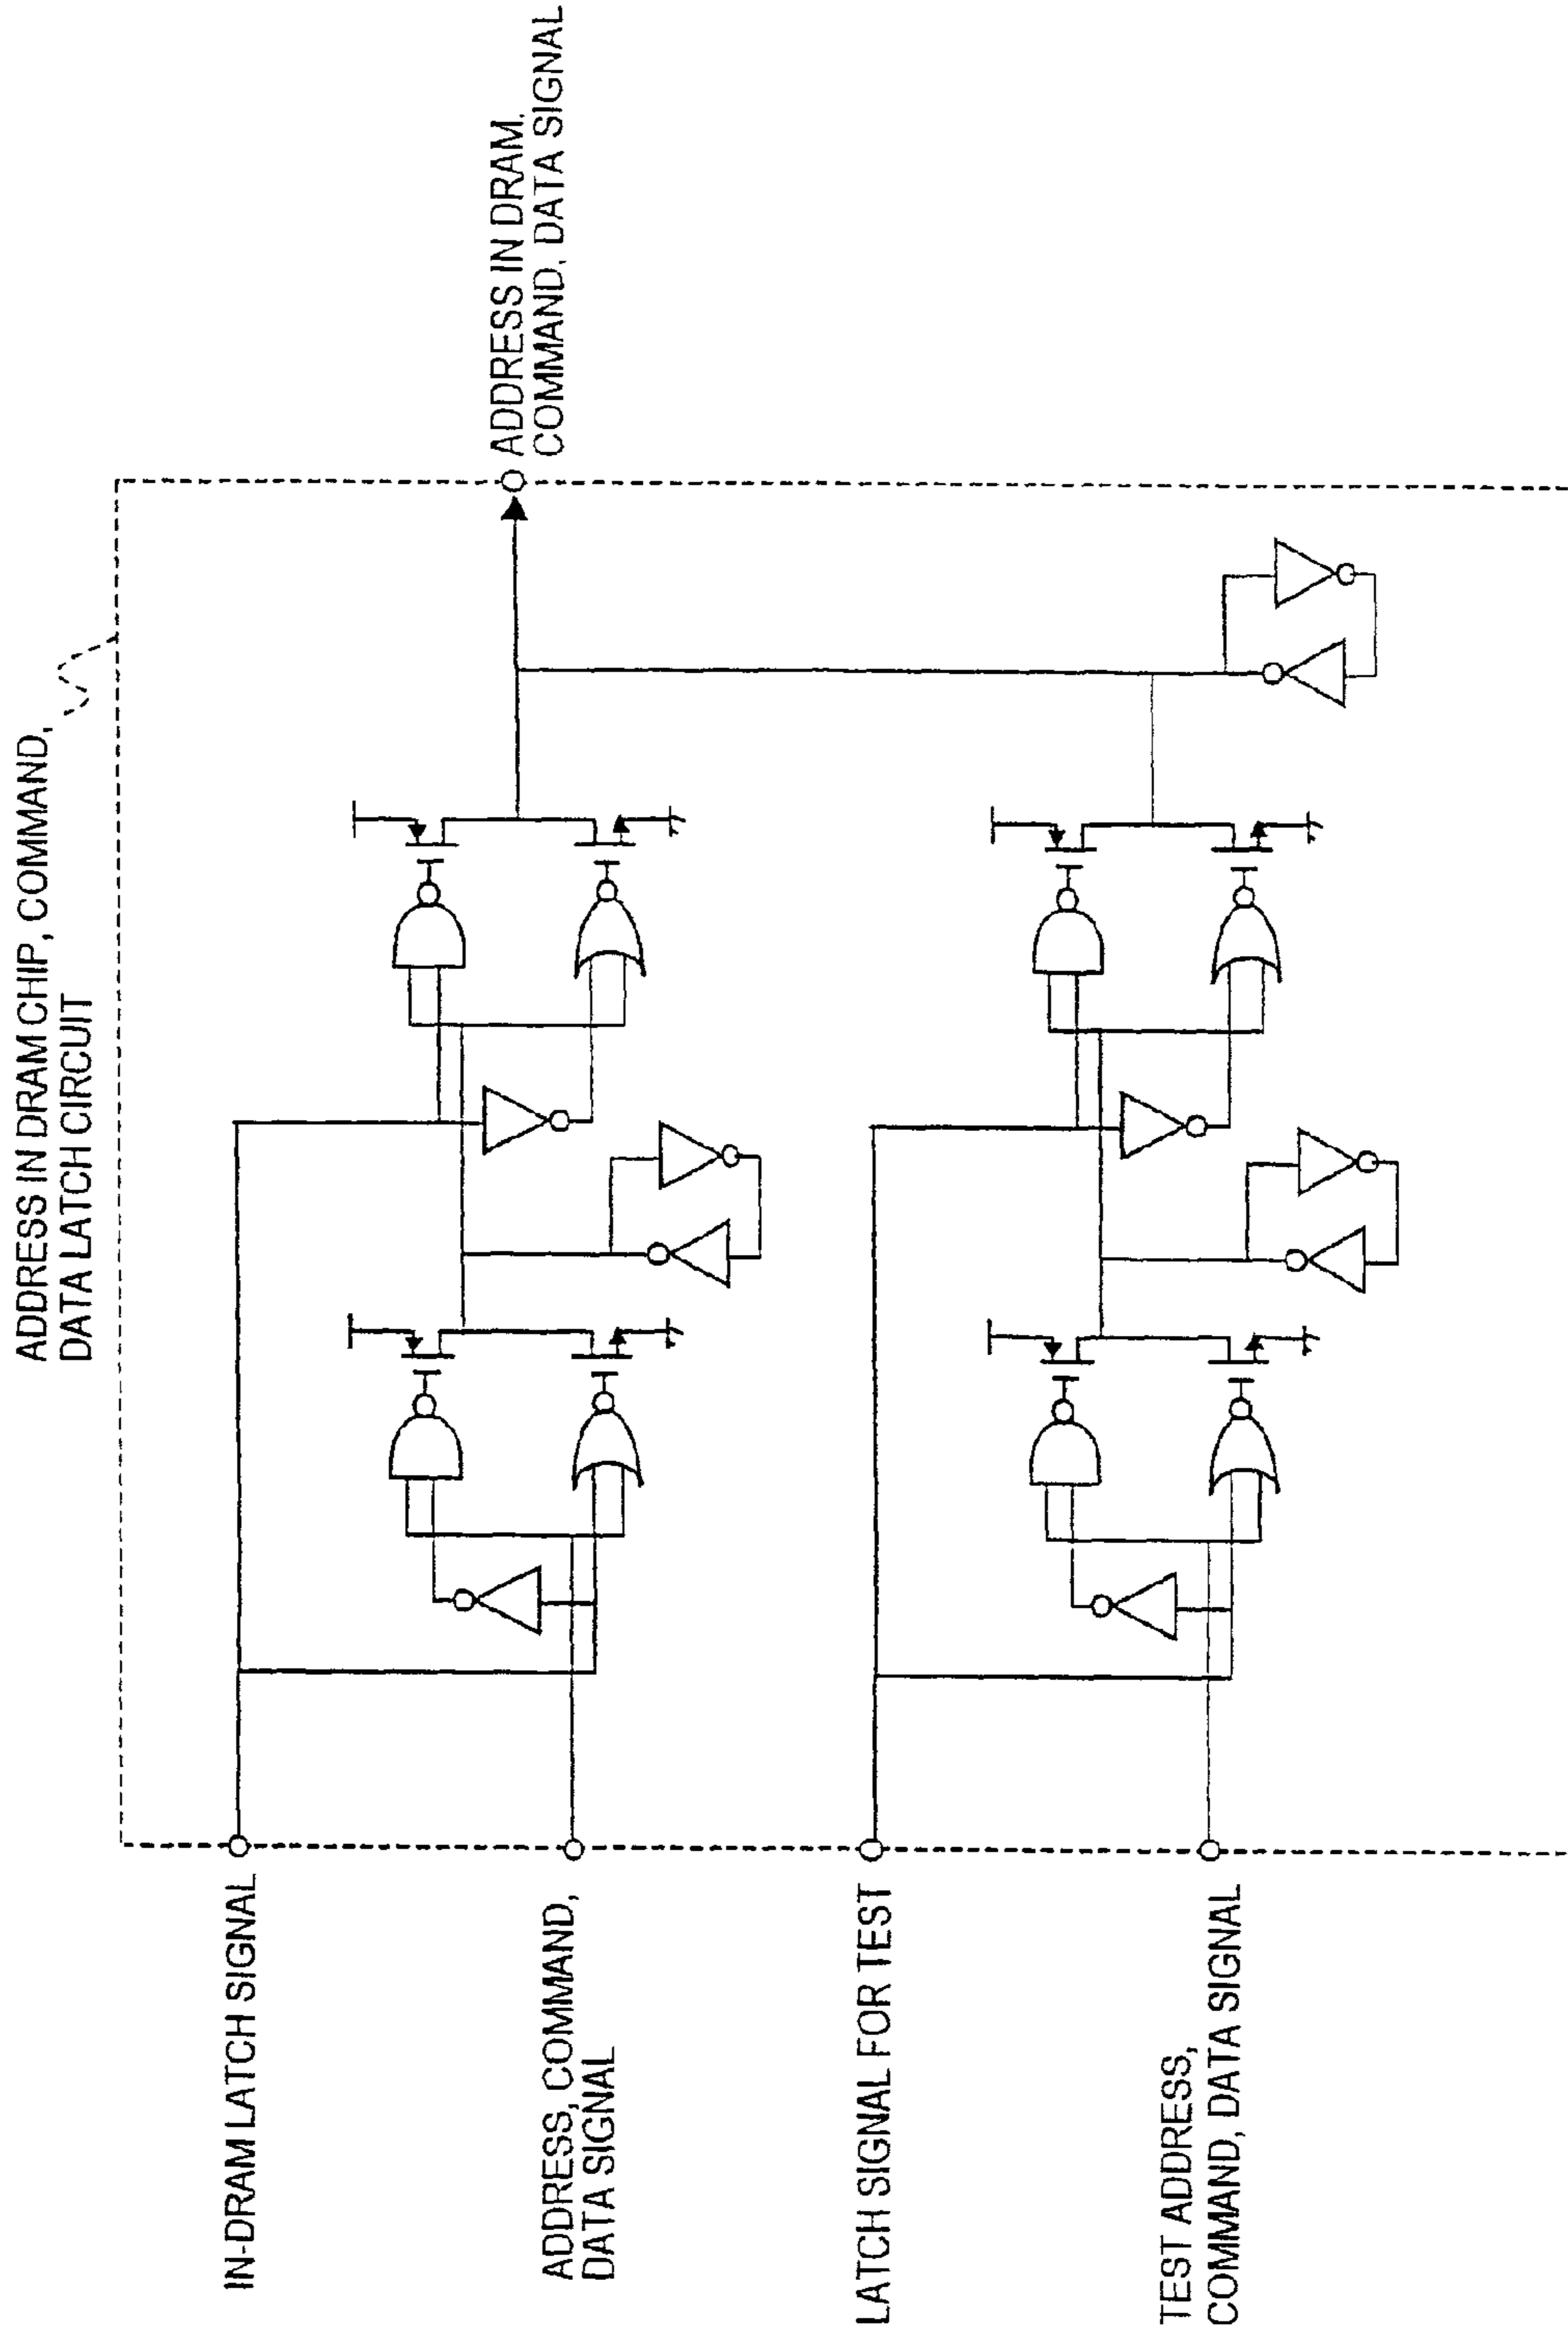 ADDRESS IN DRAM CHIP, COMMAND,
DATA LATCH CIRCUIT
IN-DRAM LATCH SIGNAL
ADDRESS, COMMAND,
DATA SIGNAL
LATCH SIGNAL FOR TEST
TEST ADDRESS,
COMMAND, DATA SIGNAL
ADDRESS IN DRAM.
COMMAND, DATA SIGNAL